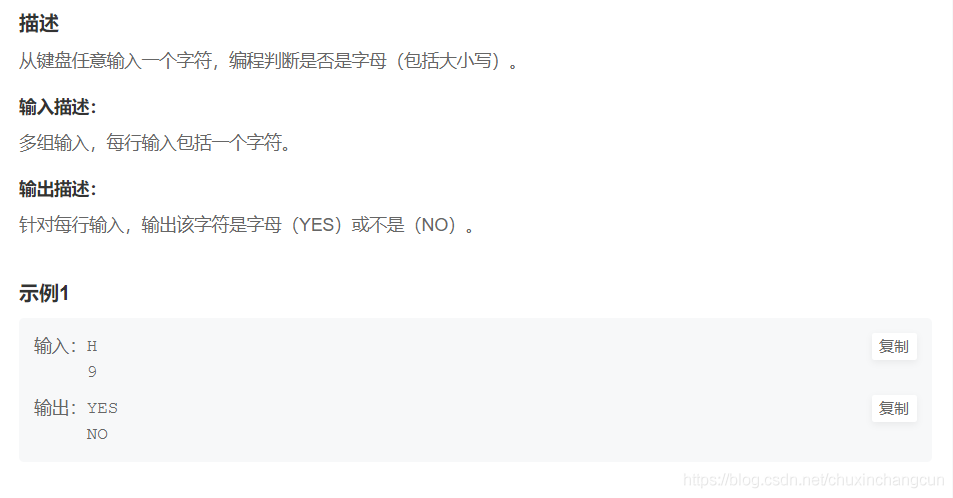 描述
从键盘任意输入一个字符，编程判断是否是字母（包括大小写）。
输入描述：
多组输入，每行输入包括一个字符。
输出描述：
针对每行输入，输出该字符是字母（YES）或不是（NO）。
示例1
输入：H 复制
9
输出：YES 复制
NO
https://blog.csdn.net/chuxinchangcun